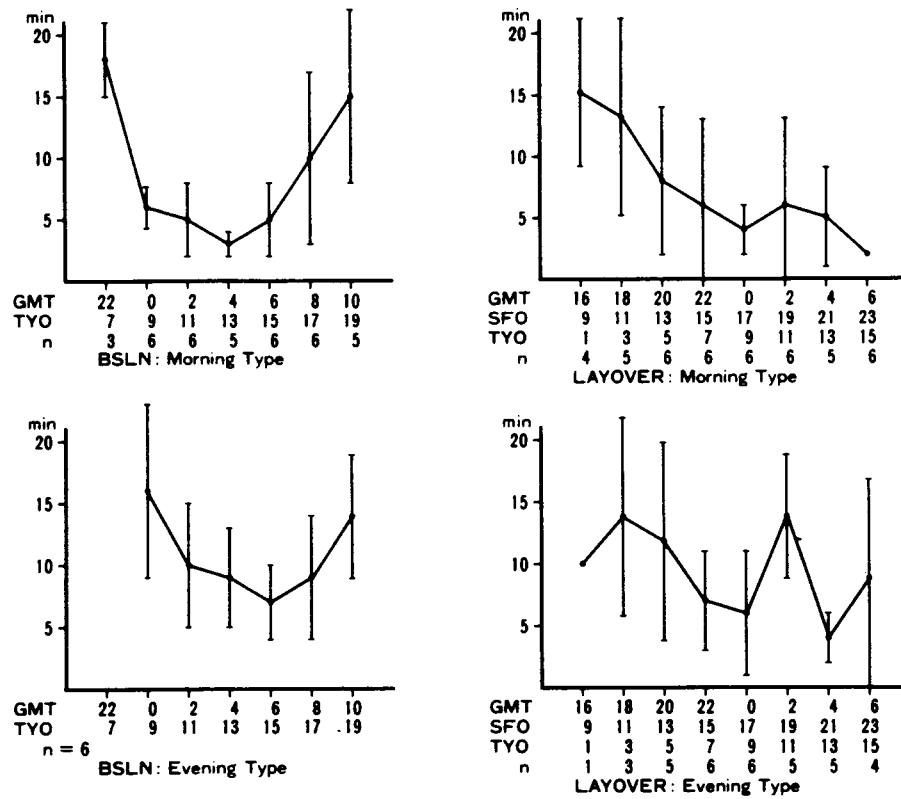 min
20
15
10
5
GMT 22 0 2 4 6 8 10
TYO 7 9 11 13 15 17 19
n 3 6 6 5 6 6 5
BSLN: Morning Type
min
20
15
10
5
GMT 16 18 20 22 0 2 4 6
SFO 9 11 13 15 17 19 21 23
TYO 1 3 5 7 9 11 13 15
n 4 5 6 6 6 6 5 6
LAYOVER: Morning Type
min
20
15
10
5
GMT 22 0 2 4 6 8 10
TYO 7 9 11 13 15 17 19
n = 6
BSLN: Evening Type
min
20
15
10
5
GMT 16 18 20 22 0 2 4 6
SFO 9 11 13 15 17 19 21 23
TYO 1 3 5 7 9 11 13 15
n 1 3 5 6 6 5 5 4
LAYOVER: Evening Type